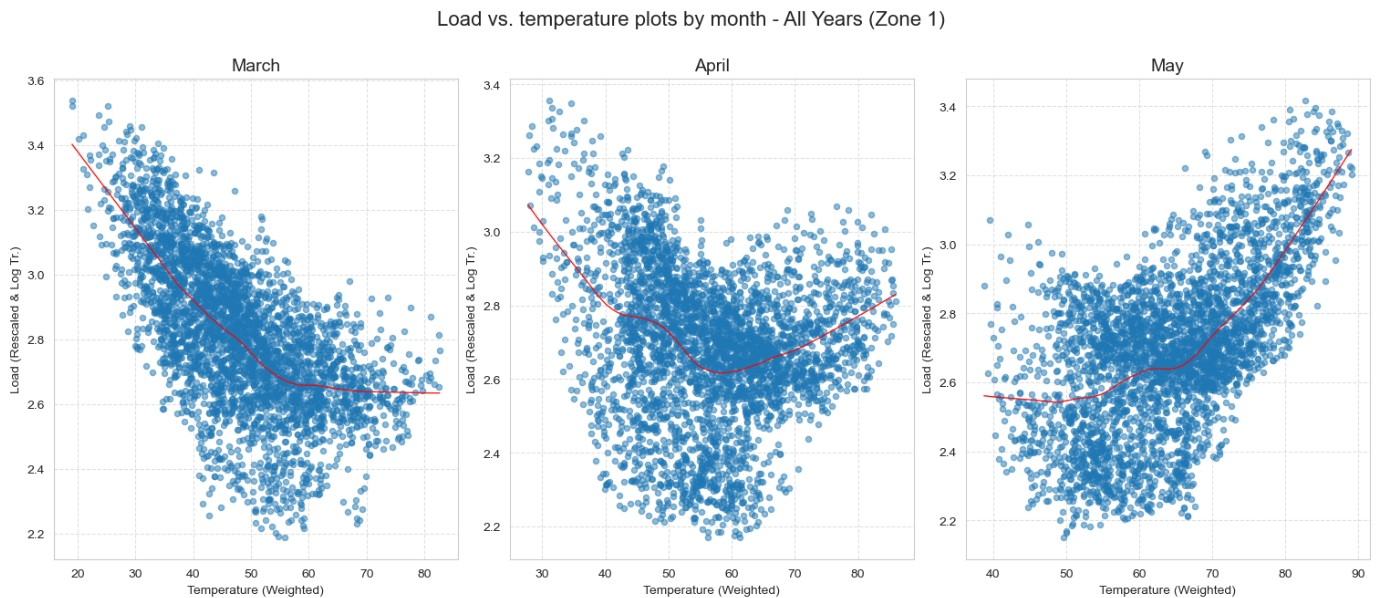 Load vs. temperature plots by month - All Years (Zone 1)
March
Load (Rescaled & Log Tr.)
3.6
3.4
3.2
3.0
2.8
2.6
2.4
2.2
20 30 40 50 60 70 80
Temperature (Weighted)
April
Load (Rescaled & Log Tr.)
3.4
3.2
3.0
2.8
2.6
2.4
2.2
30 40 50 60 70 80
Temperature (Weighted)
May
Load (Rescaled & Log Tr.)
3.4
3.2
3.0
2.8
2.6
2.4
2.2
40 50 60 70 80 90
Temperature (Weighted)